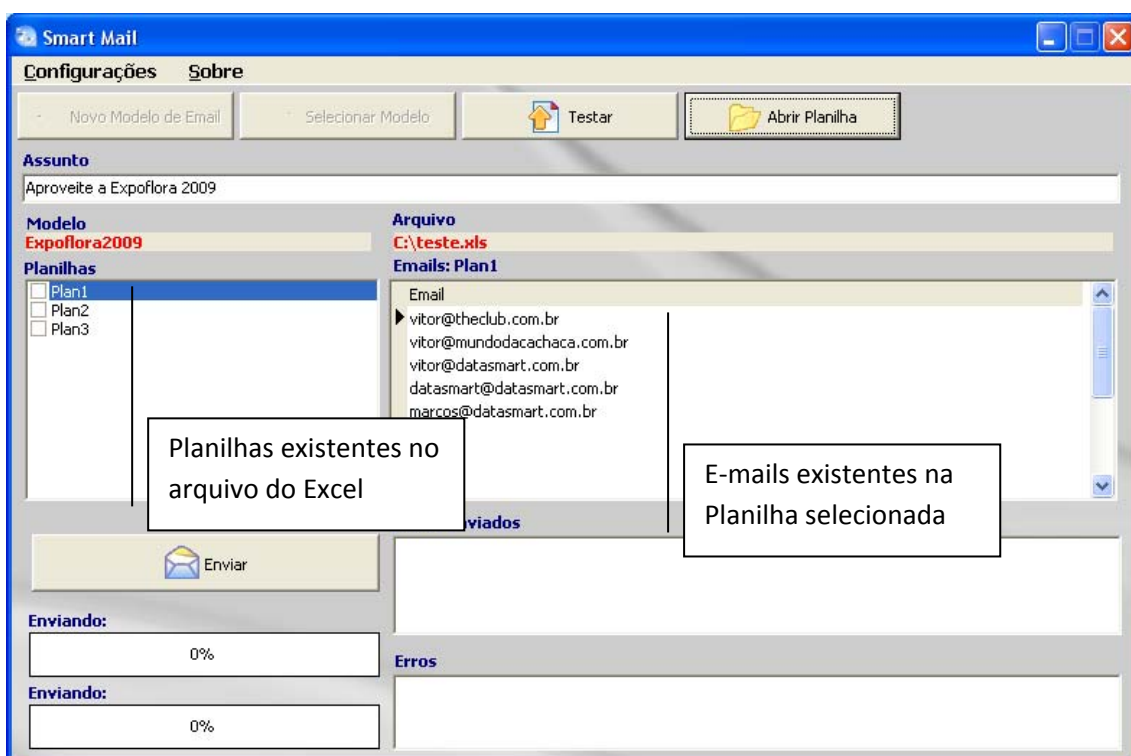 Smart Mail
Configurações Sobre
Novo Modelo de Email Selecionar Modelo Testar Abrir Planilha
Assunto
Aproveite a Expoflora 2009
Modelo
Expoflora2009
Arquivo
C:\teste.xls
Planilhas
Plan1
Plan2
Plan3
Emails: Plan1
Email
vitor@theclub.com.br
vitor@mundodacachaca.com.br
vitor@datasmart.com.br
datasmart@datasmart.com.br
marcos@datasmart.com.br
Planilhas existentes no
arquivo do Excel
E-mails existentes na
Planilha selecionada
Enviar
Enviando:
0%
Enviando:
0%
Erros